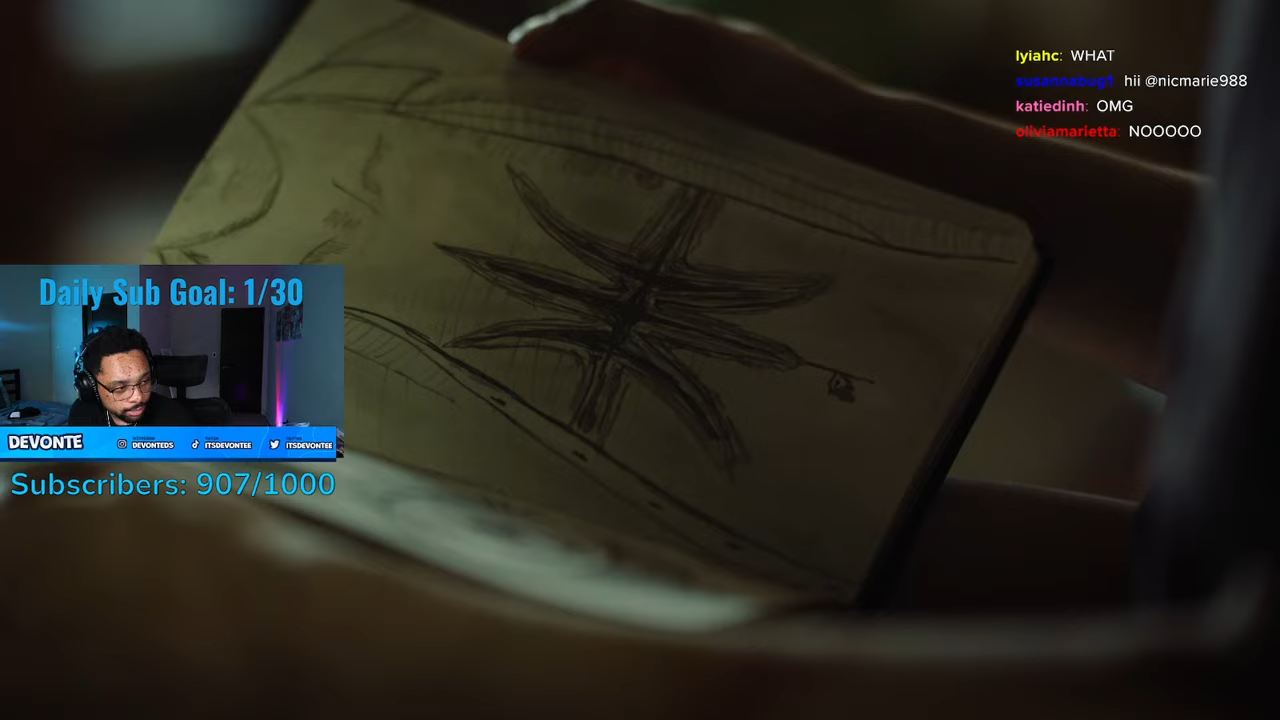 lyiahc: WHAT
susannabug1: hii @nicmarie988
katiedinh: OMG
oliviamarietta: NOOOOO
Daily Sub Goal: 1/30
DEVONTE
DEVONTEDS
ITSDEVONTEE
ITSDEVONTEE
Subscribers: 907/1000